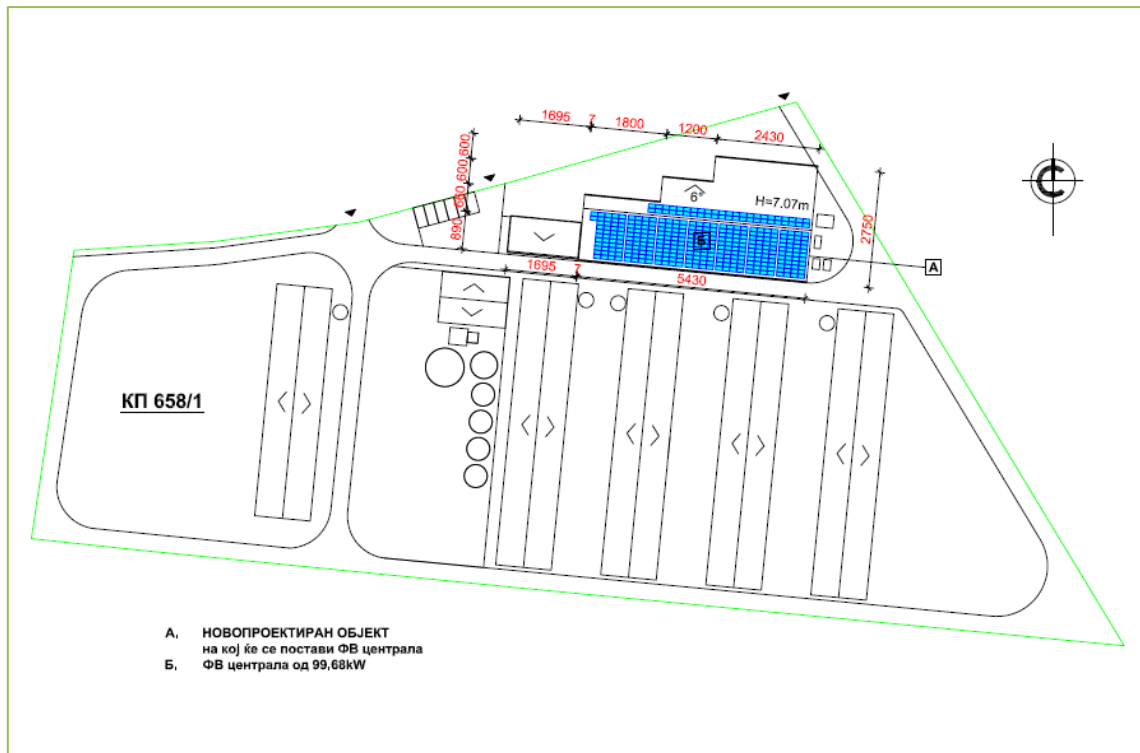 1695 7 1800 1200 2430
600
600
660
890
6°
H=7.07m
2750
Б
А
1695 7 5430
С
КП 658/1
А, НОВОПРОЕКТИРАН ОБЈЕКТ
на кој ќе се постави ФВ централа
Б, ФВ централа од 99,68kW